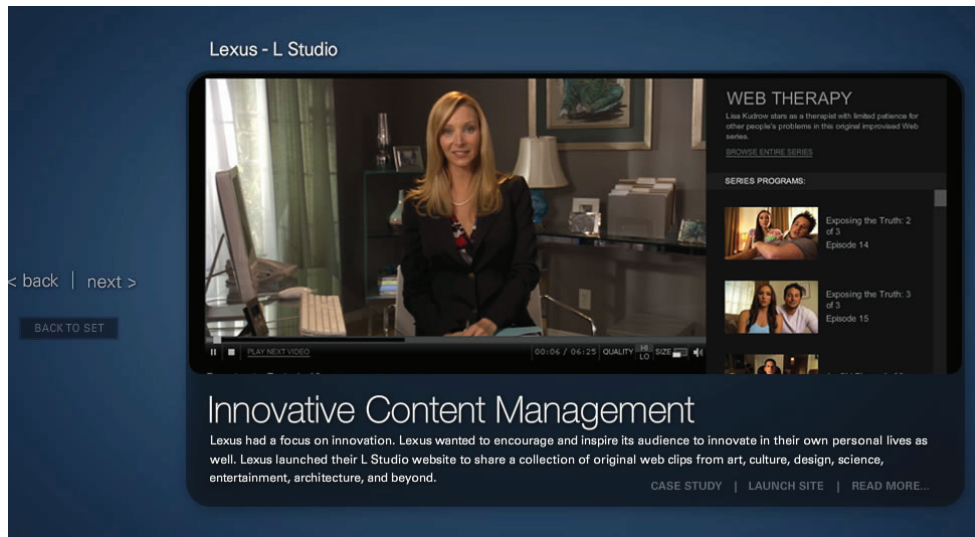 Lexus - L Studio
WEB THERAPY
Lisa Kudrow stars as a therapist with limited patience for
other people's problems in this original improvised Web
series.
BROWSE ENTIRE SERIES
SERIES PROGRAMS:
Exposing the Truth: 2
of 3
Episode 14
Exposing the Truth: 3
of 3
Episode 15
< back | next >
BACK TO SET
PLAY NEXT VIDEO
00:06 / 06:25 QUALITY HI LO SIZE
Innovative Content Management
Lexus had a focus on innovation. Lexus wanted to encourage and inspire its audience to innovate in their own personal lives as
well. Lexus launched their L Studio website to share a collection of original web clips from art, culture, design, science,
entertainment, architecture, and beyond.
CASE STUDY | LAUNCH SITE | READ MORE...